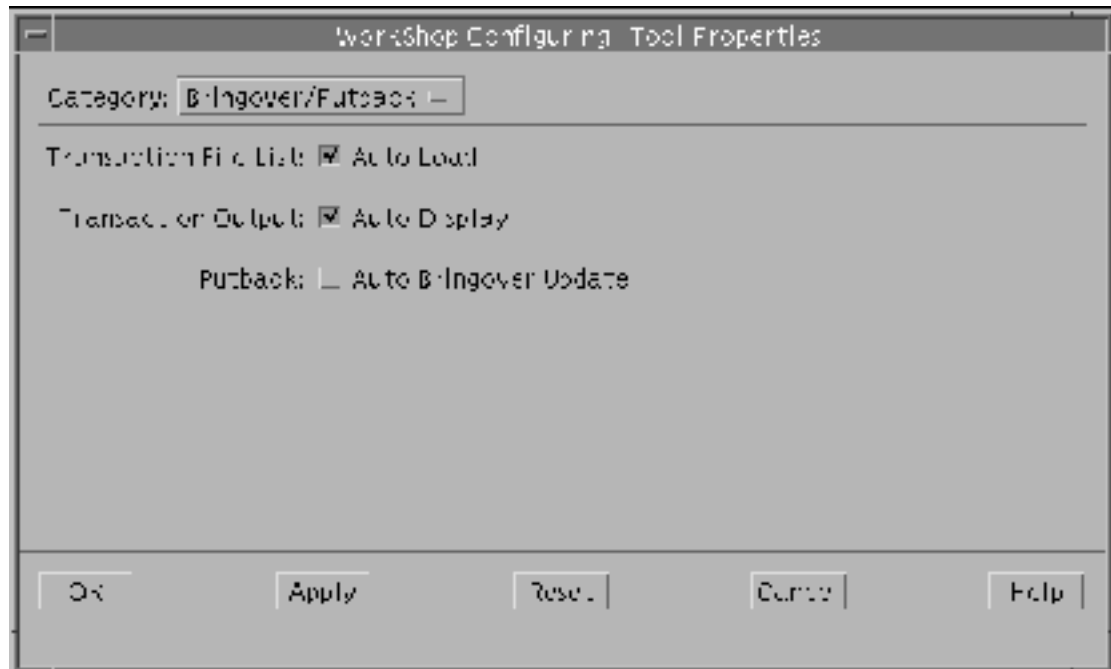 WorkShop Configuring Tool Properties
Category: Bringover/Putback
Transaction File List: Auto Load
Transaction Output: Auto Display
Putback: Auto Bringover Update
OK Apply Reset Cancel Help